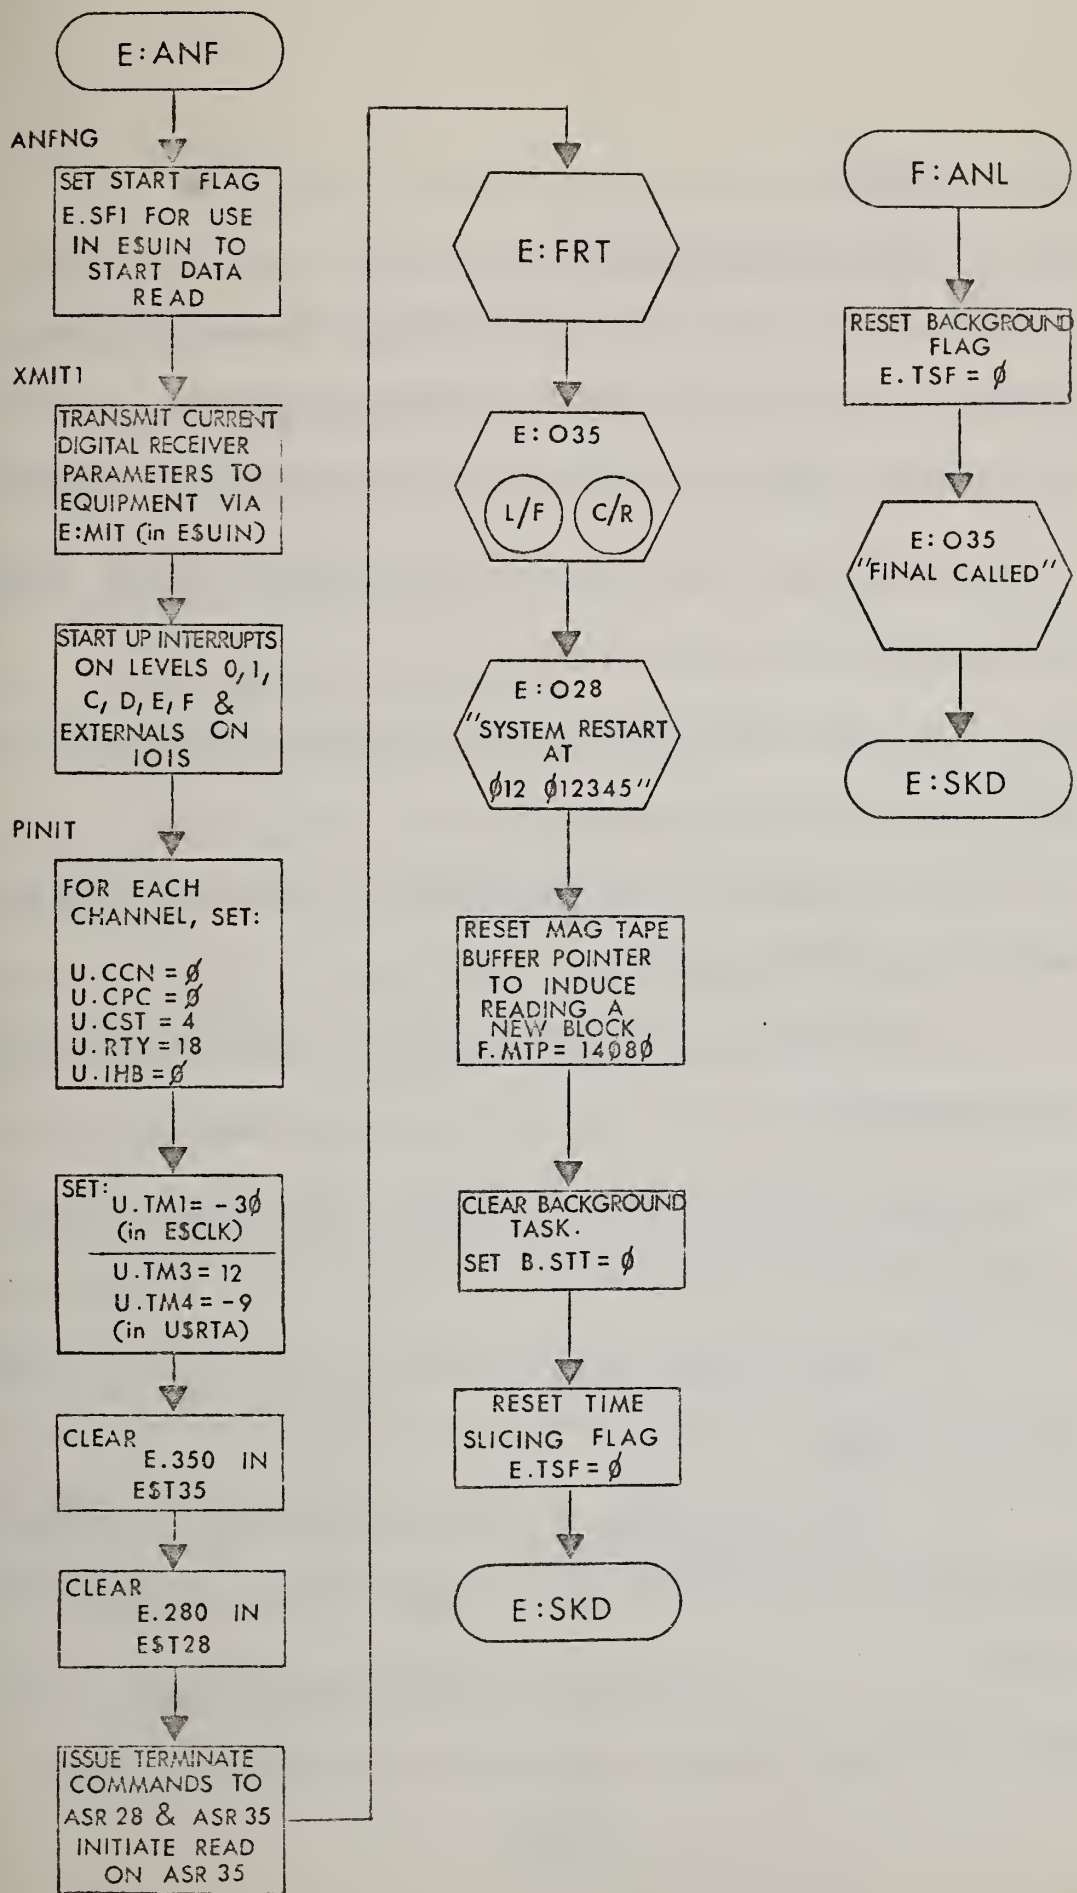 E:ANF
ANFNG
SET START FLAG
E.SF1 FOR USE
IN E$UIN TO
START DATA
READ
XMIT1
TRANSMIT CURRENT
DIGITAL RECEIVER
PARAMETERS TO
EQUIPMENT VIA
E:MIT (in E$UIN)
START UP INTERRUPTS
ON LEVELS 0,1,
C, D, E, F &
EXTERNALS ON
IOIS
PINIT
FOR EACH
CHANNEL, SET:
U.CCN = ∅
U.CPC = ∅
U.CST = 4
U.RTY = 18
U.IHB = ∅
SET:
U.TM1 = -3∅
(in E$CLK)
U.TM3 = 12
U.TM4 = -9
(in U$RTA)
CLEAR
E.350 IN
E$T35
CLEAR
E.280 IN
E$T28
ISSUE TERMINATE
COMMANDS TO
ASR 28 & ASR 35
INITIATE READ
ON ASR 35
E:FRT
E:O35
L/F C/R
E:O28
"SYSTEM RESTART
AT
∅12 ∅12345"
RESET MAG TAPE
BUFFER POINTER
TO INDUCE
READING A
NEW BLOCK
F.MTP = 14∅8∅
CLEAR BACKGROUND
TASK.
SET B.STT = ∅
RESET TIME
SLICING FLAG
E.TSF = ∅
E:SKD
F:ANL
RESET BACKGROUND
FLAG
E.TSF = ∅
E:O35
"FINAL CALLED"
E:SKD